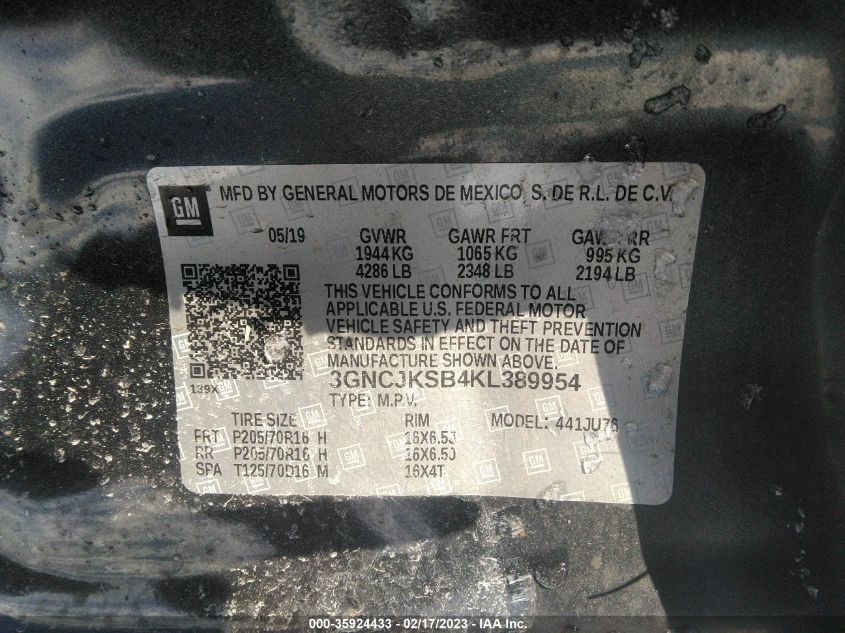 GM MFD BY GENERAL MOTORS DE MEXICO S. DE R.L. DE C.V.
05/19 GVWR GAWR FRT GAW RR
1944 KG 1065 KG 995 KG
4286 LB 2348 LB 2194 LB
THIS VEHICLE CONFORMS TO ALL
APPLICABLE U.S. FEDERAL MOTOR
VEHICLE SAFETY AND THEFT PREVENTION
STANDARDS IN EFFECT ON THE DATE OF
MANUFACTURE SHOWN ABOVE.
3GNCJKSB4KL389954
139X
TYPE: M.P.V.
TIRE SIZE RIM MODEL: 441JU76
FRT P205/70R16 H 16X6.5J
RR P205/70R16 H 16X6.5J
SPA T125/70D16 M 16X4T
000-35924433 - 02/17/2023 - IAA Inc.